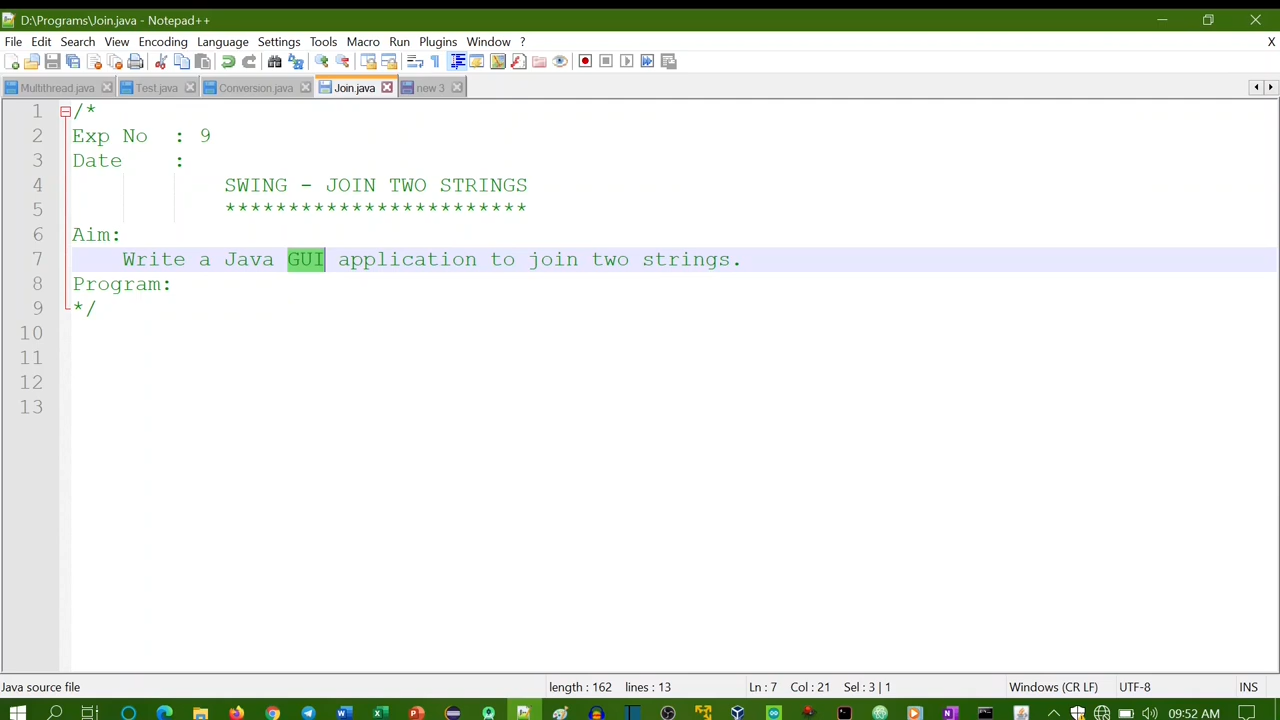 D:\Programs\Join.java - Notepad++
File Edit Search View Encoding Language Settings Tools Macro Run Plugins Window ? X
Multithread.java Test.java Conversion.java Join.java new 3
1 /*
2 Exp No : 9
3 Date :
4 SWING - JOIN TWO STRINGS
5 ************************
6 Aim:
7 Write a Java GUI application to join two strings.
8 Program:
9 */
10
11
12
13
Java source file length : 162 lines : 13 Ln : 7 Col : 21 Sel : 3 | 1 Windows (CR LF) UTF-8 INS
09:52 AM